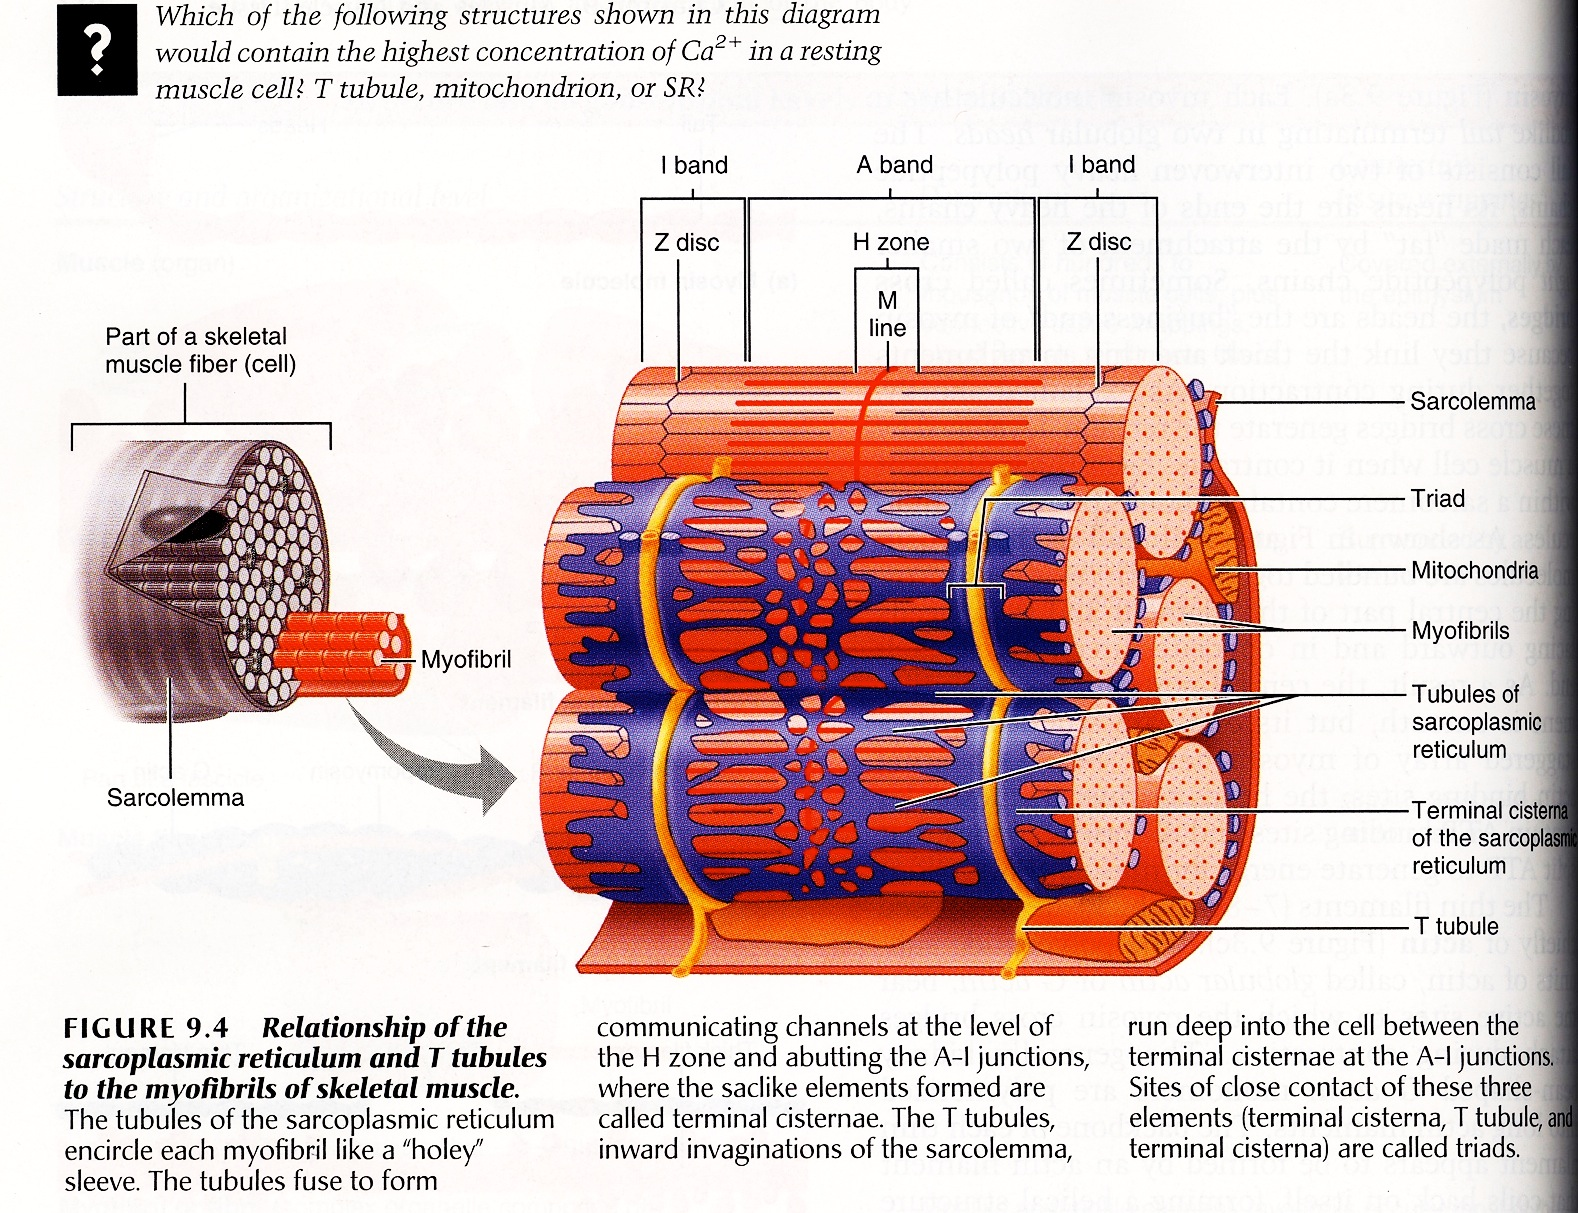 ?
Which of the following structures shown in this diagram
would contain the highest concentration of Ca²⁺ in a resting
muscle cell? T tubule, mitochondrion, or SR?
I band
A band
I band
Z disc
H zone
Z disc
M
line
Part of a skeletal
muscle fiber (cell)
Sarcolemma
Triad
Mitochondria
Myofibrils
Myofibril
Tubules of
sarcoplasmic
reticulum
Sarcolemma
Terminal cisterna
of the sarcoplasmic
reticulum
T tubule
FIGURE 9.4 Relationship of the
sarcoplasmic reticulum and T tubules
to the myofibrils of skeletal muscle.
The tubules of the sarcoplasmic reticulum
encircle each myofibril like a “holey”
sleeve. The tubules fuse to form
communicating channels at the level of
the H zone and abutting the A–I junctions,
where the saclike elements formed are
called terminal cisternae. The T tubules,
inward invaginations of the sarcolemma,
run deep into the cell between the
terminal cisternae at the A–I junctions.
Sites of close contact of these three
elements (terminal cisterna, T tubule, and
terminal cisterna) are called triads.